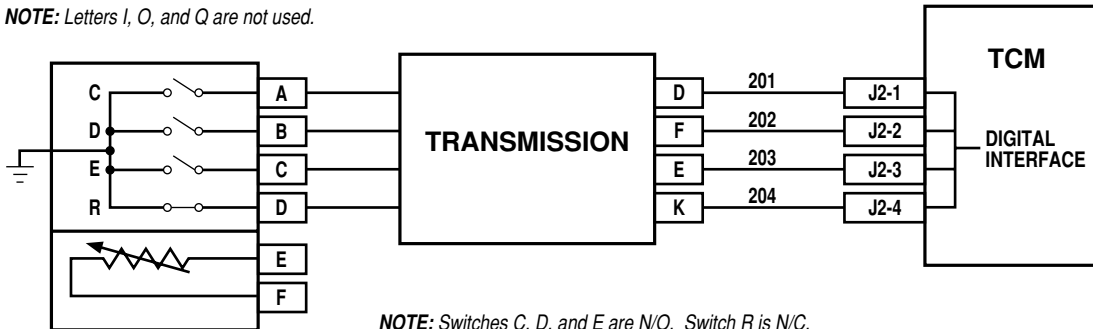 NOTE: Letters I, O, and Q are not used.
TCM
C A D 201 J2-1
D B F 202 J2-2
TRANSMISSION
DIGITAL
INTERFACE
E C E 203 J2-3
R D K 204 J2-4
E
F
NOTE: Switches C, D, and E are N/O. Switch R is N/C.